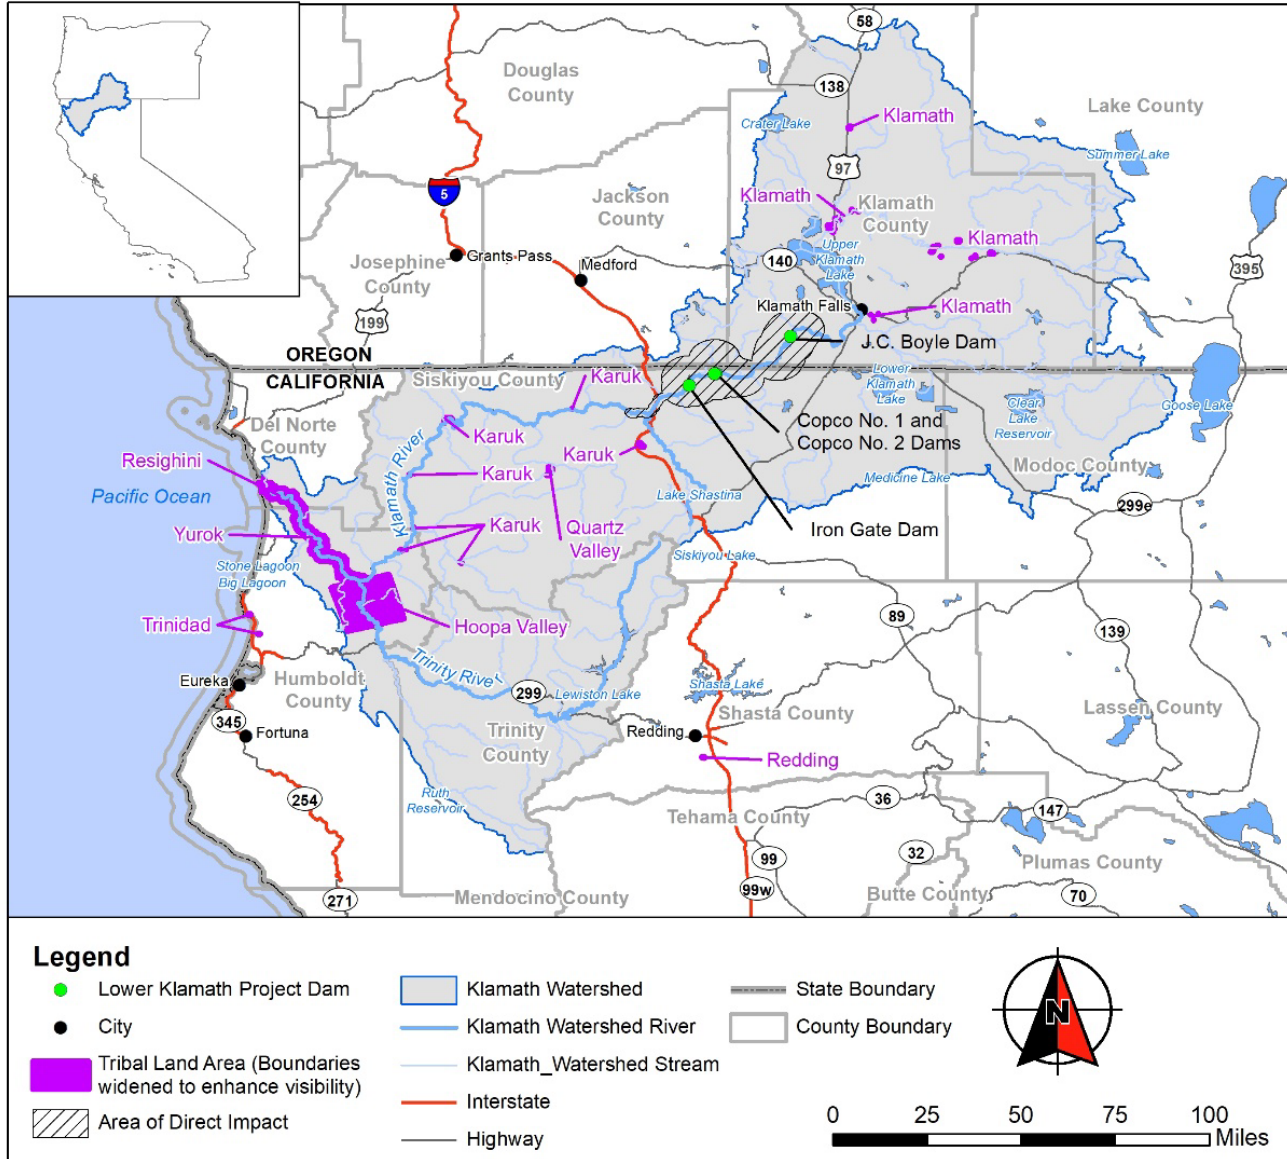 58
Douglas
County
138
Lake County
Crater Lake
Klamath
Summer Lake
97
5
Jackson
County
Klamath
Klamath
County
Klamath
Grants Pass
Josephine
County
Medford
140
Upper
Klamath
Lake
395
199
Klamath Falls
Klamath
J.C. Boyle Dam
OREGON
CALIFORNIA
Siskiyou County
Karuk
Lower
Klamath
Lake
Clear
Lake
Reservoir
Goose Lake
Del Norte
County
Copco No. 1 and
Copco No. 2 Dams
Karuk
Karuk
Resighini
Klamath River
Karuk
Modoc County
Medicine Lake
Pacific Ocean
Lake Shastina
299e
Yurok
Karuk
Quartz
Valley
Iron Gate Dam
Siskiyou Lake
Stone Lagoon
Big Lagoon
Trinidad
Hoopa Valley
89
139
Trinity River
Eureka
Humboldt
County
299
Lewiston Lake
Shasta Lake
Shasta County
Lassen County
345
Fortuna
Trinity
County
Redding
Redding
Ruth
Reservoir
254
36
147
Tehama County
99
32
Plumas County
99w
Butte County
70
271
Mendocino County
Legend
Lower Klamath Project Dam
City
Tribal Land Area (Boundaries
widened to enhance visibility)
Area of Direct Impact
Klamath Watershed
Klamath Watershed River
Klamath_Watershed Stream
Interstate
Highway
State Boundary
County Boundary
N
0 25 50 75 100
Miles